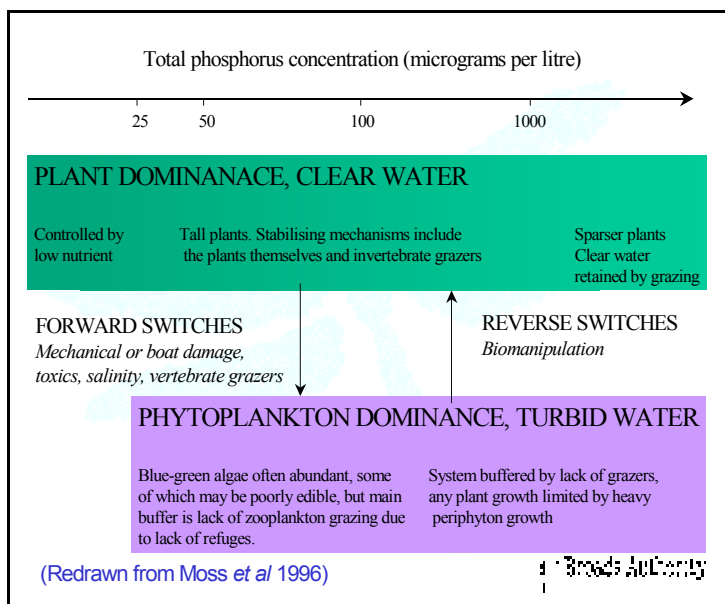 Total phosphorus concentration (micrograms per litre)
25 50 100 1000
PLANT DOMINANACE, CLEAR WATER
Controlled by
low nutrient
Tall plants. Stabilising mechanisms include
the plants themselves and invertebrate grazers
Sparser plants
Clear water
retained by grazing
FORWARD SWITCHES
Mechanical or boat damage,
toxics, salinity, vertebrate grazers
REVERSE SWITCHES
Biomanipulation
PHYTOPLANKTON DOMINANCE, TURBID WATER
Blue-green algae often abundant, some
of which may be poorly edible, but main
buffer is lack of zooplankton grazing due
to lack of refuges.
System buffered by lack of grazers,
any plant growth limited by heavy
periphyton growth
(Redrawn from Moss et al 1996)
Broads Authority